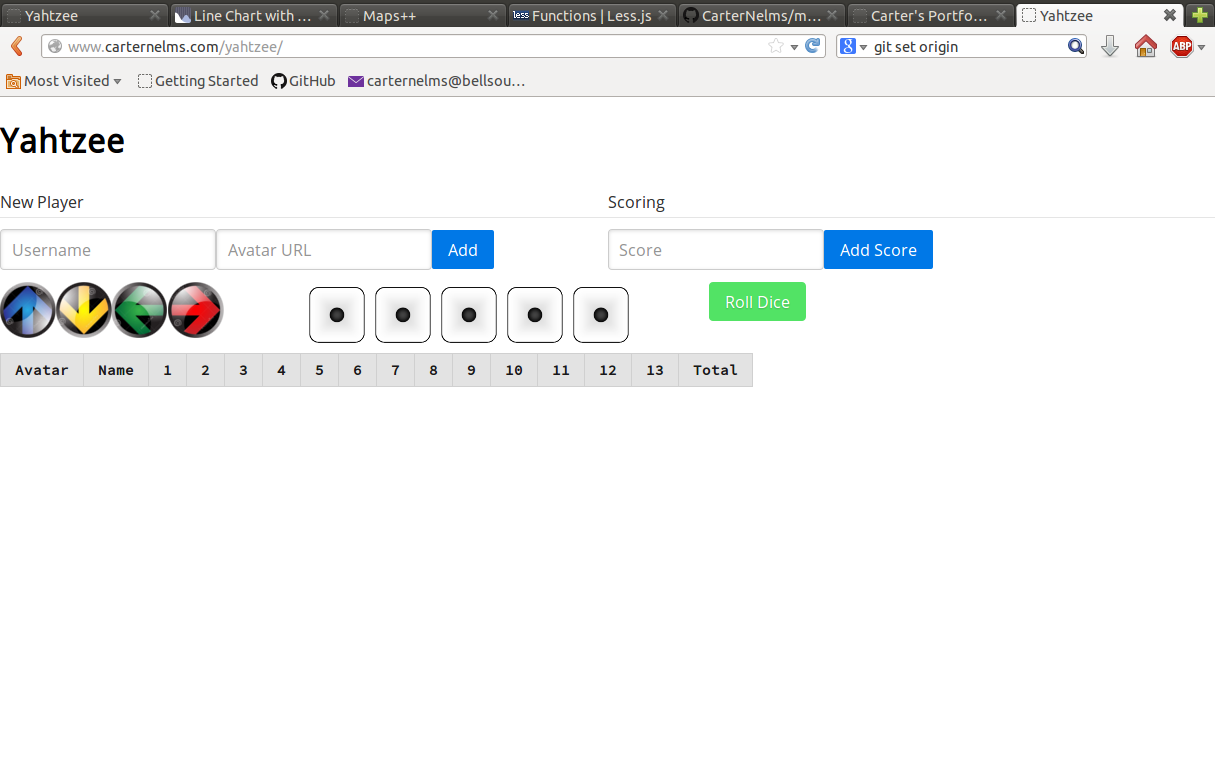 Yahtzee Line Chart with ... Maps++ less Functions | Less.js CarterNelms/m... Carter's Portfo... Yahtzee
www.carternelms.com/yahtzee/ 8 git set origin ABP
Most Visited Getting Started GitHub carternelms@bellsou...
Yahtzee
New Player Scoring
Username Avatar URL Add Score Add Score
Roll Dice
Avatar Name 1 2 3 4 5 6 7 8 9 10 11 12 13 Total